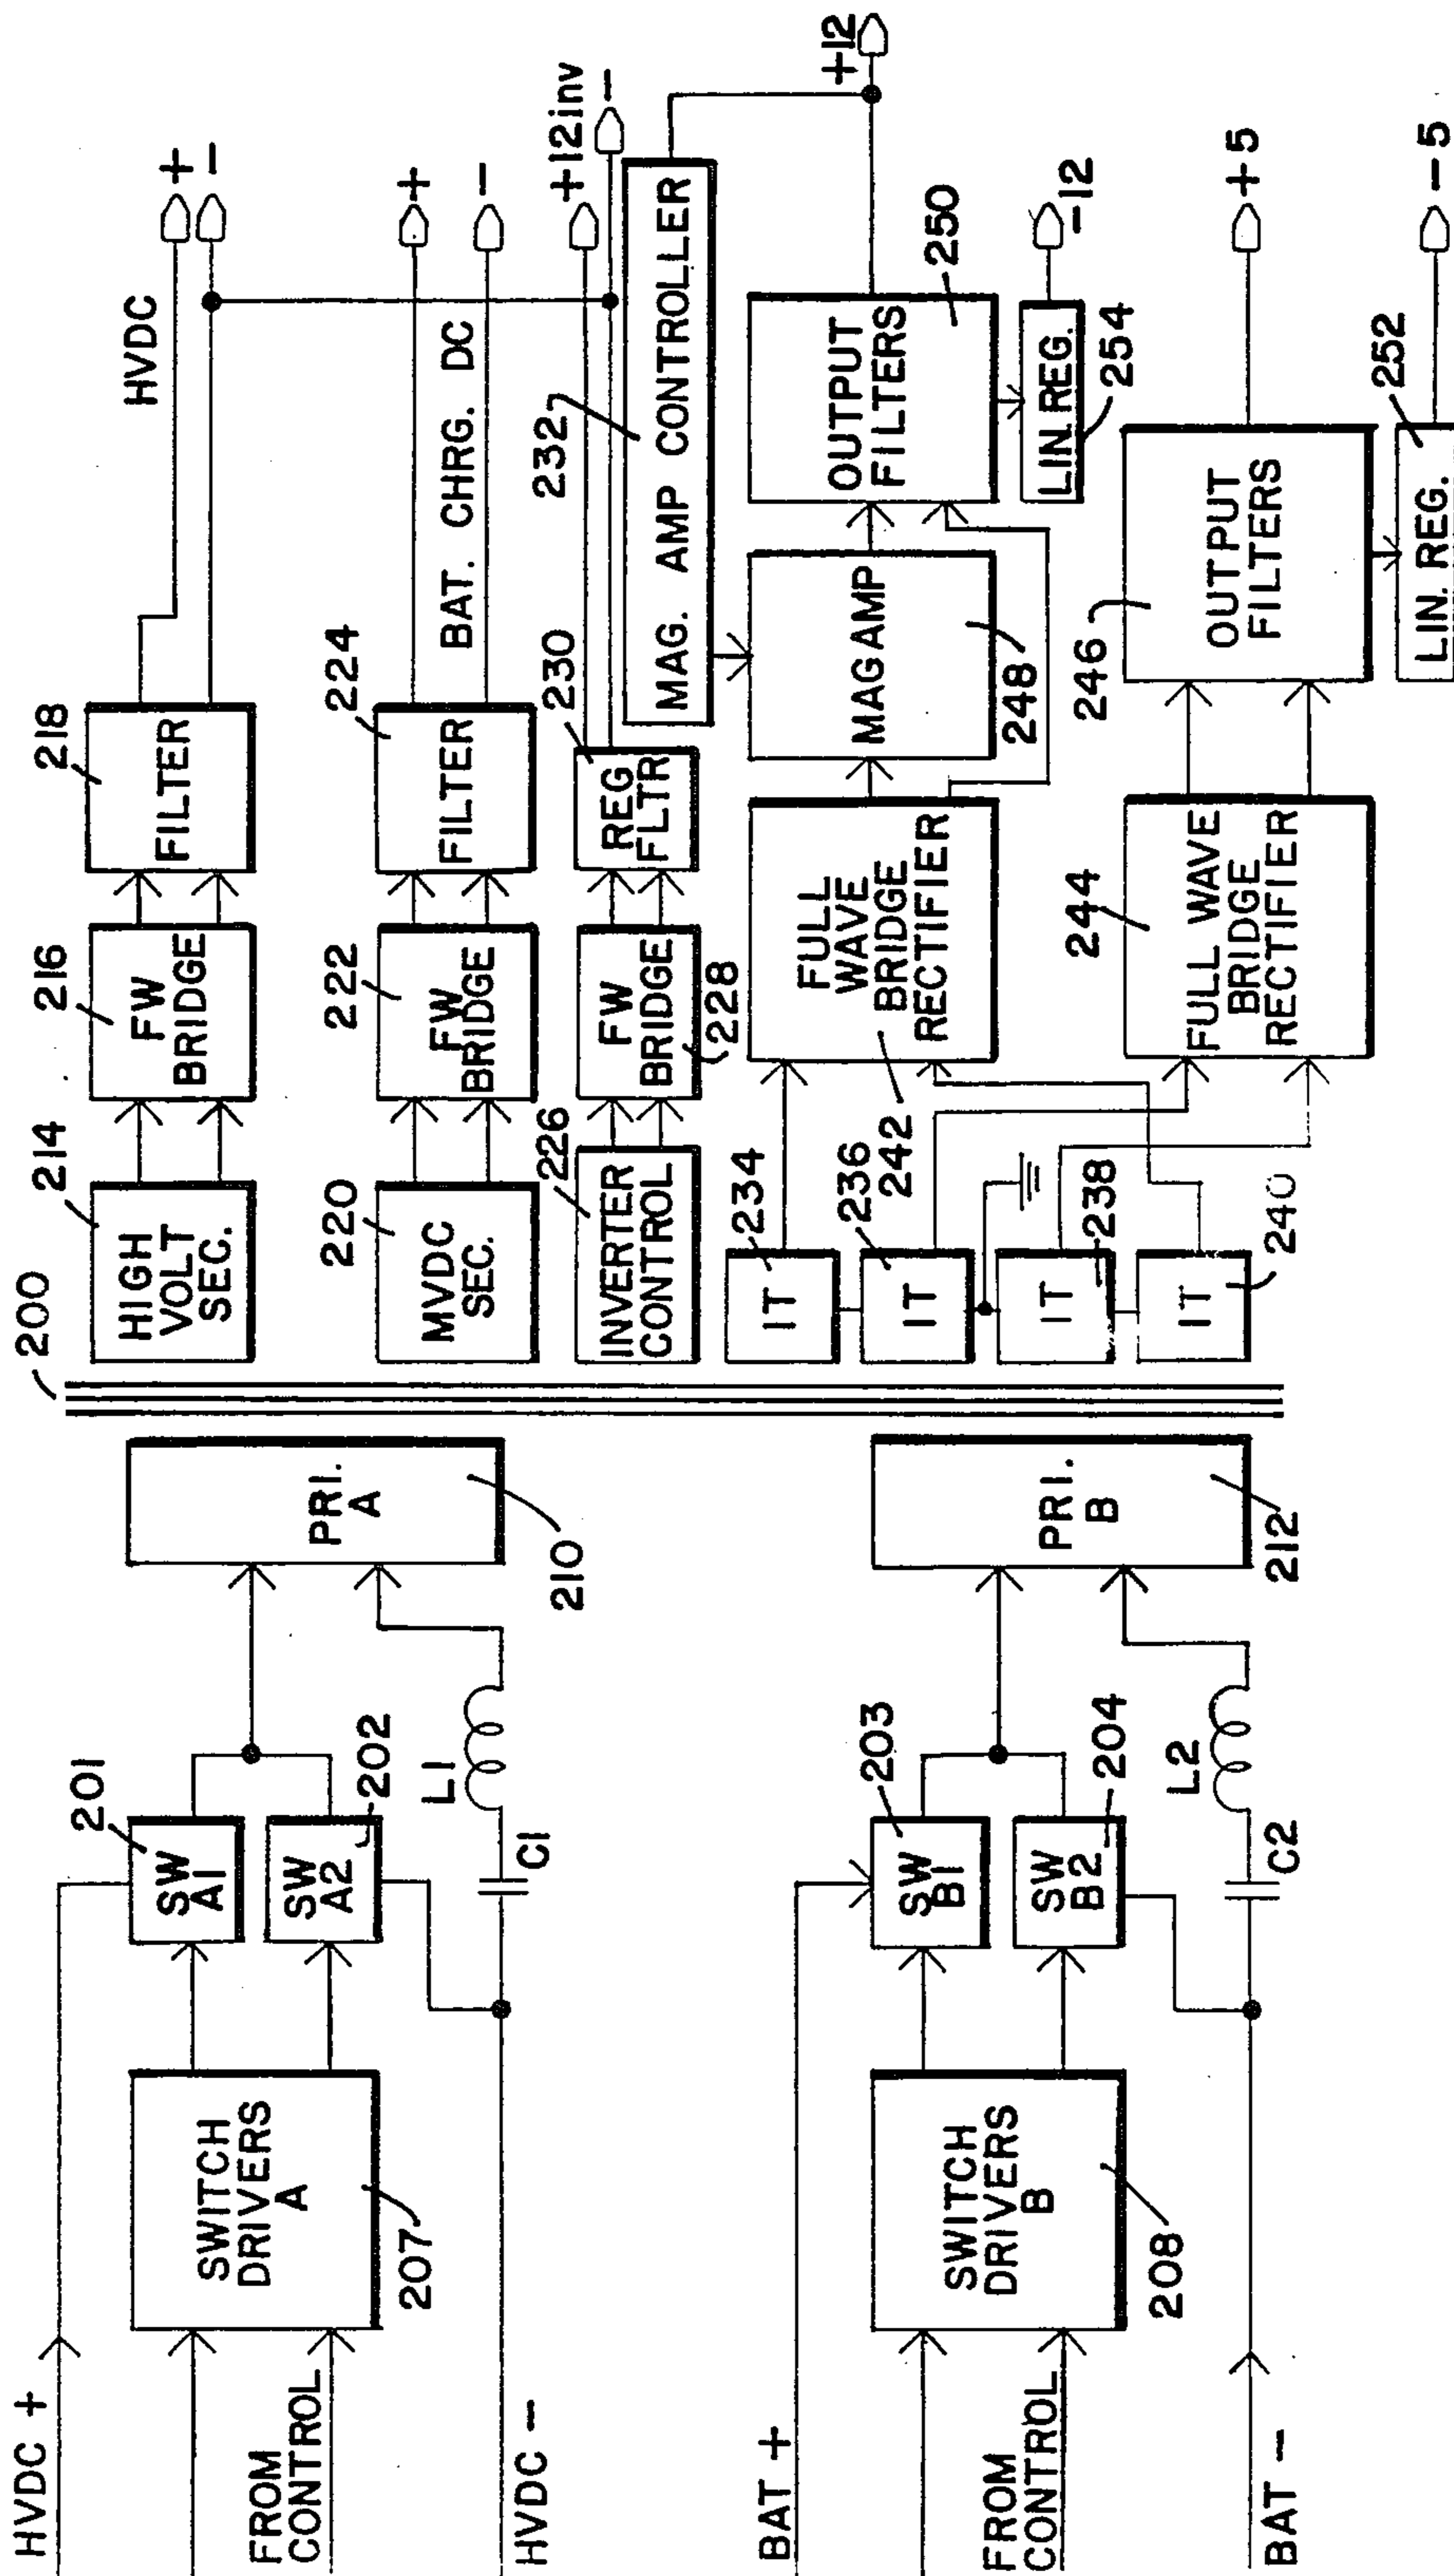 HVDC +
FROM
CONTROL
HVDC -
SWITCH
DRIVERS
A
207
SW
A1
201
SW
A2
202
C1
L1
PRI.
A
210
BAT +
FROM
CONTROL
BAT -
SWITCH
DRIVERS
B
208
SW
B1
203
SW
B2
204
C2
L2
PRI.
B
212
200
HIGH
VOLT
SEC.
214
FW
BRIDGE
216
FILTER
218
HVDC
+
-
MVDC
SEC.
220
FW
BRIDGE
222
FILTER
224
BAT. CHRG. DC
+
-
INVERTER
CONTROL
226
FW
BRIDGE
228
REG
FLTR
230
+12inv
-
MAG. AMP CONTROLLER
232
1T
234
1T
236
1T
238
1T
240
FULL
WAVE
BRIDGE
RECTIFIER
242
MAG AMP
248
OUTPUT
FILTERS
250
+12
LIN. REG.
254
-12
FULL WAVE
BRIDGE
RECTIFIER
244
OUTPUT
FILTERS
246
+5
LIN. REG.
252
-5